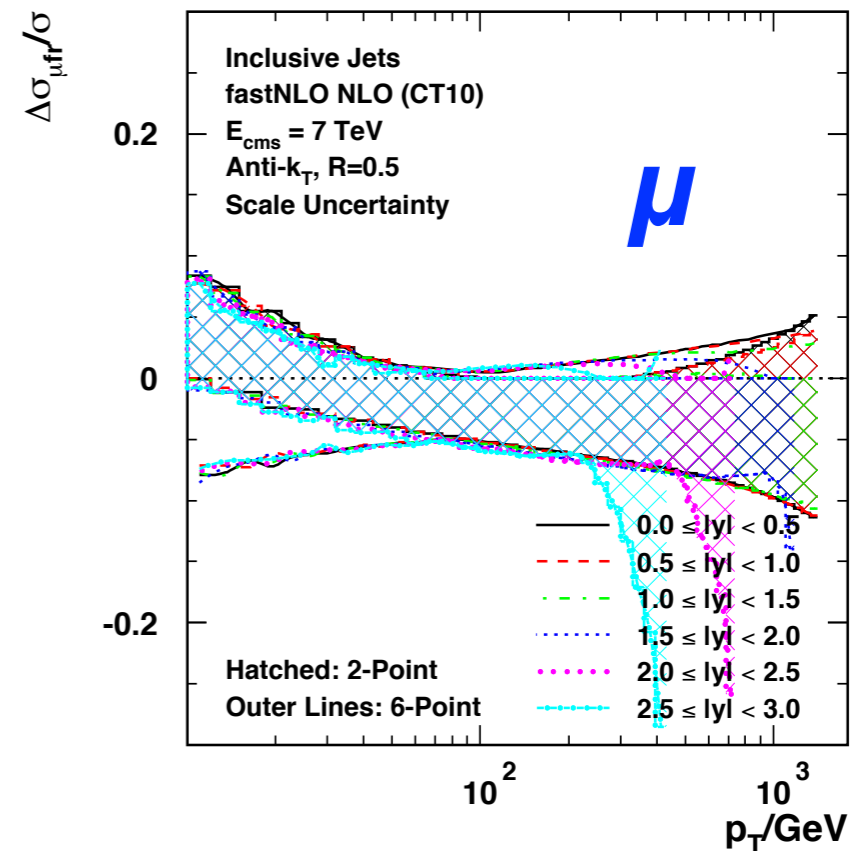 Δσμfr/σ
Inclusive Jets
fastNLO NLO (CT10)
E_cms = 7 TeV
Anti-k_T, R=0.5
Scale Uncertainty
μ
0.2
0
-0.2
0.0 ≤ |y| < 0.5
0.5 ≤ |y| < 1.0
1.0 ≤ |y| < 1.5
1.5 ≤ |y| < 2.0
2.0 ≤ |y| < 2.5
2.5 ≤ |y| < 3.0
Hatched: 2-Point
Outer Lines: 6-Point
10^2
10^3
p_T/GeV